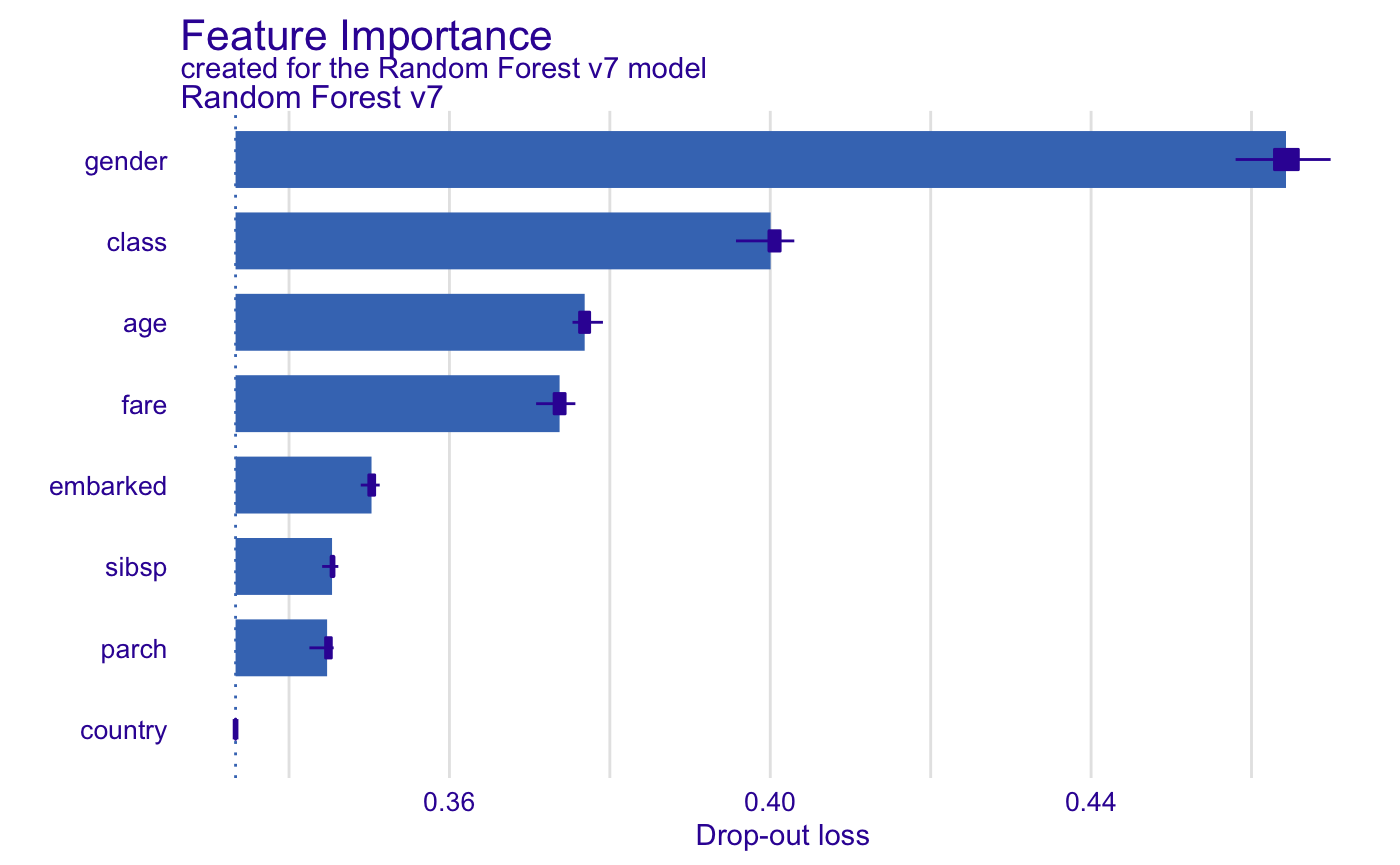 Feature Importance
created for the Random Forest v7 model
Random Forest v7
gender
class
age
fare
embarked
sibsp
parch
country
0.36 0.40 0.44
Drop-out loss